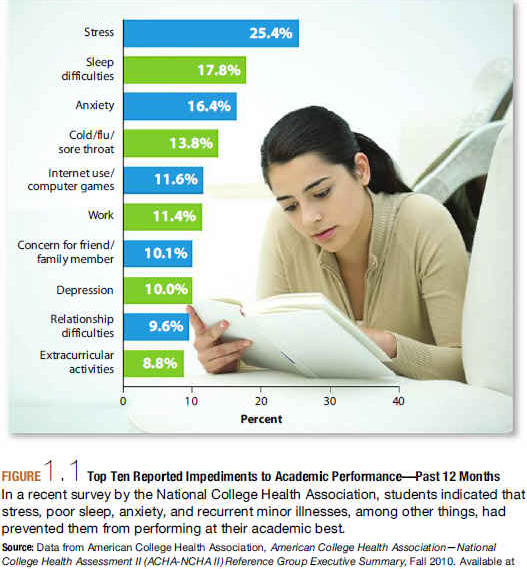 Stress 25.4%
Sleep
difficulties 17.8%
Anxiety 16.4%
Cold/flu/
sore throat 13.8%
Internet use/
computer games 11.6%
Work 11.4%
Concern for friend/
family member 10.1%
Depression 10.0%
Relationship
difficulties 9.6%
Extracurricular
activities 8.8%
0 10 20 30 40
Percent
FIGURE 1.1 Top Ten Reported Impediments to Academic Performance—Past 12 Months
In a recent survey by the National College Health Association, students indicated that
stress, poor sleep, anxiety, and recurrent minor illnesses, among other things, had
prevented them from performing at their academic best.
Source: Data from American College Health Association, American College Health Association—National
College Health Assessment II (ACHA-NCHA II) Reference Group Executive Summary, Fall 2010. Available at